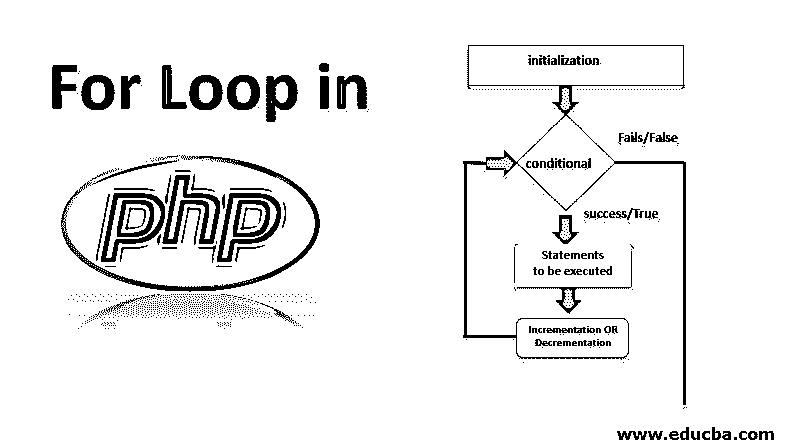 For Loop in
php
initialization
conditional
Fails/False
success/True
Statements
to be executed
Incrementation OR
Decrementation
www.educba.com